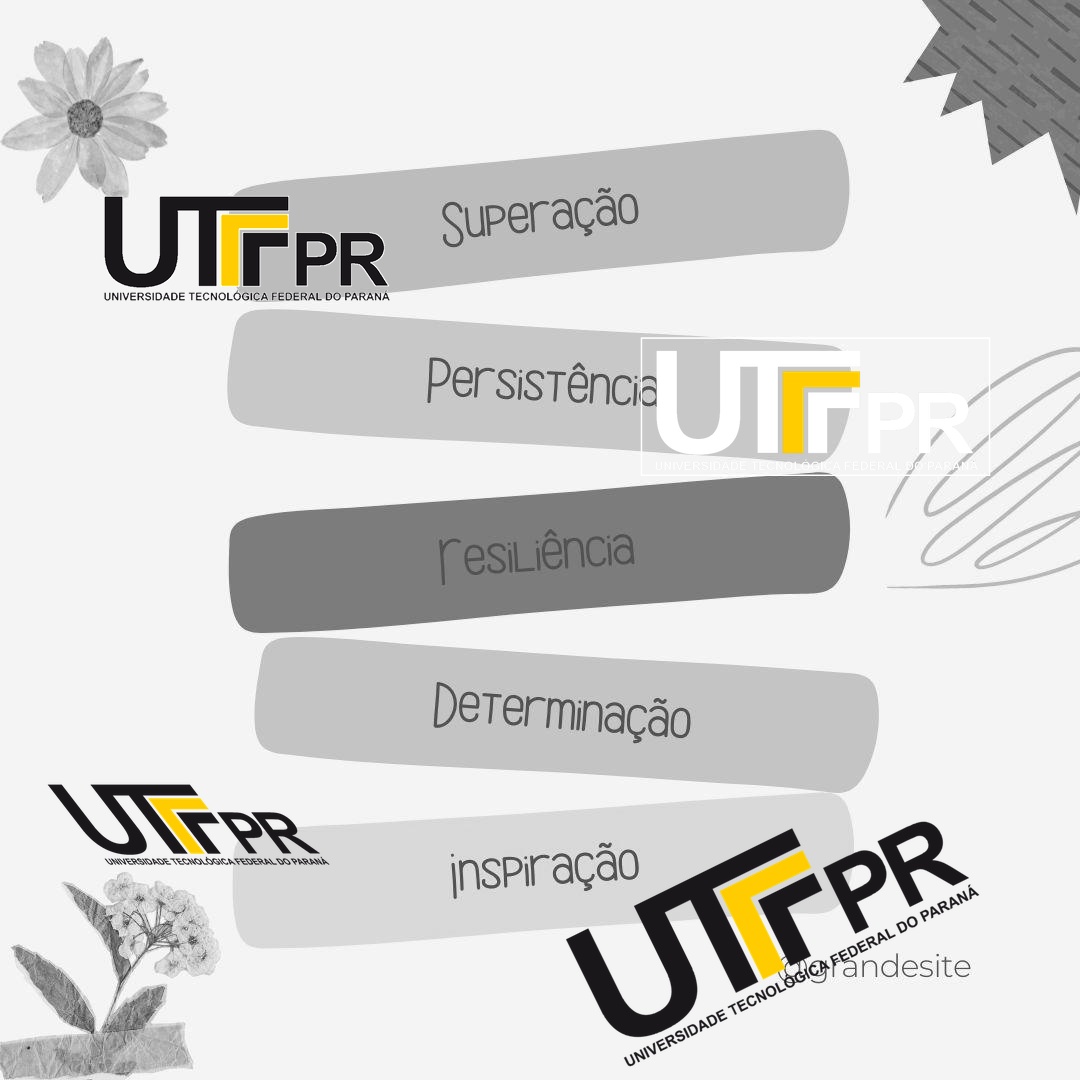 Superação
UTFPR
UNIVERSIDADE TECNOLÓGICA FEDERAL DO PARANÁ
Persistência
UTFPR
UNIVERSIDADE TECNOLÓGICA FEDERAL DO PARANÁ
resiliência
Determinação
UTFPR
UNIVERSIDADE TECNOLÓGICA FEDERAL DO PARANÁ
inspiração
UTFPR
UNIVERSIDADE TECNOLÓGICA FEDERAL DO PARANÁ
@grandesite